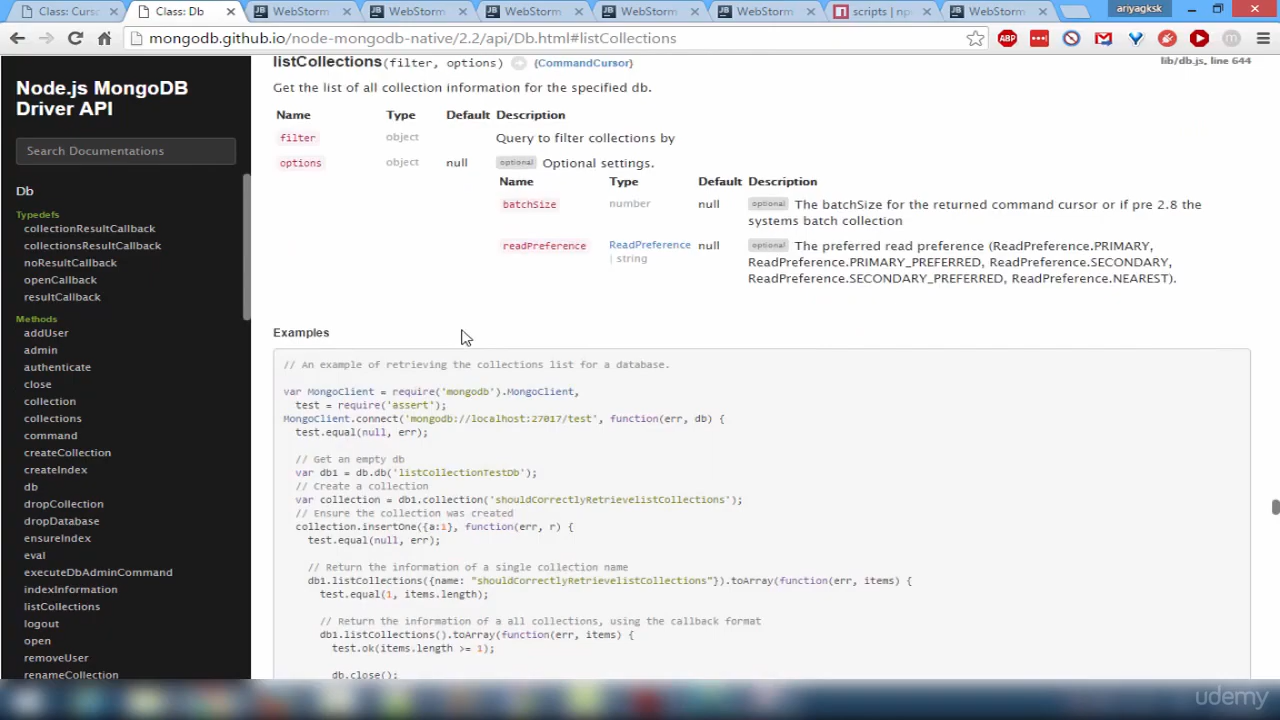 Class: Curs
Class: Db
WebStorm
WebStorm
WebStorm
WebStorm
WebStorm
scripts | np
WebStorm
ariyagksk
mongodb.github.io/node-mongodb-native/2.2/api/Db.html#listCollections
ABP
Node.js MongoDB
Driver API
Search Documentations
Db
Typedefs
collectionResultCallback
collectionsResultCallback
noResultCallback
openCallback
resultCallback
Methods
addUser
admin
authenticate
close
collection
collections
command
createCollection
createIndex
db
dropCollection
dropDatabase
ensureIndex
eval
executeDbAdminCommand
indexInformation
listCollections
logout
open
removeUser
renameCollection
listCollections(filter, options) {CommandCursor}
lib/db.js, line 644
Get the list of all collection information for the specified db.
Name Type Default Description
filter object Query to filter collections by
options object null optional Optional settings.
Name Type Default Description
batchSize number null optional The batchSize for the returned command cursor or if pre 2.8 the
systems batch collection
readPreference ReadPreference null optional The preferred read preference (ReadPreference.PRIMARY,
| string ReadPreference.PRIMARY_PREFERRED, ReadPreference.SECONDARY,
ReadPreference.SECONDARY_PREFERRED, ReadPreference.NEAREST).
Examples
// An example of retrieving the collections list for a database.
var MongoClient = require('mongodb').MongoClient,
test = require('assert');
MongoClient.connect('mongodb://localhost:27017/test', function(err, db) {
test.equal(null, err);
// Get an empty db
var db1 = db.db('listCollectionTestDb');
// Create a collection
var collection = db1.collection('shouldCorrectlyRetrievelistCollections');
// Ensure the collection was created
collection.insertOne({a:1}, function(err, r) {
test.equal(null, err);
// Return the information of a single collection name
db1.listCollections({name: "shouldCorrectlyRetrievelistCollections"}).toArray(function(err, items) {
test.equal(1, items.length);
// Return the information of a all collections, using the callback format
db1.listCollections().toArray(function(err, items) {
test.ok(items.length >= 1);
db.close();
udemy